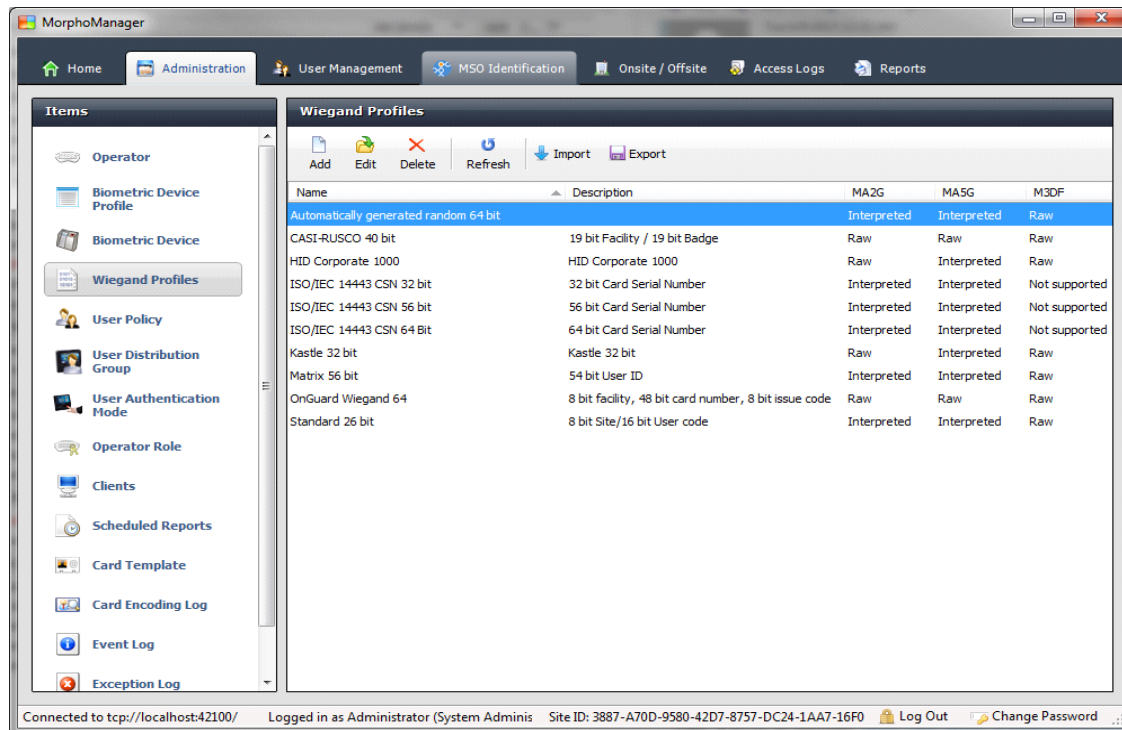 MorphoManager
Home Administration User Management MSO Identification Onsite / Offsite Access Logs Reports
Items
Operator
Biometric Device
Profile
Biometric Device
Wiegand Profiles
User Policy
User Distribution
Group
User Authentication
Mode
Operator Role
Clients
Scheduled Reports
Card Template
Card Encoding Log
Event Log
Exception Log
Wiegand Profiles
Add Edit Delete Refresh Import Export
Name Description MA2G MA5G M3DF
Automatically generated random 64 bit Interpreted Interpreted Raw
CASI-RUSCO 40 bit 19 bit Facility / 19 bit Badge Raw Raw Raw
HID Corporate 1000 HID Corporate 1000 Raw Interpreted Raw
ISO/IEC 14443 CSN 32 bit 32 bit Card Serial Number Interpreted Interpreted Not supported
ISO/IEC 14443 CSN 56 bit 56 bit Card Serial Number Interpreted Interpreted Not supported
ISO/IEC 14443 CSN 64 Bit 64 bit Card Serial Number Interpreted Interpreted Not supported
Kastle 32 bit Kastle 32 bit Raw Interpreted Raw
Matrix 56 bit 54 bit User ID Interpreted Interpreted Raw
OnGuard Wiegand 64 8 bit facility, 48 bit card number, 8 bit issue code Raw Raw Raw
Standard 26 bit 8 bit Site/16 bit User code Interpreted Interpreted Raw
Connected to tcp://localhost:42100/ Logged in as Administrator (System Adminis Site ID: 3887-A70D-9580-42D7-8757-DC24-1AA7-16F0 Log Out Change Password